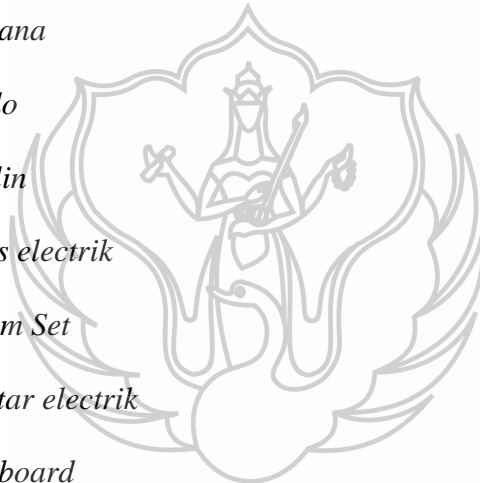 ana
lo
lin
s electrik
m Set
tar electrik
board